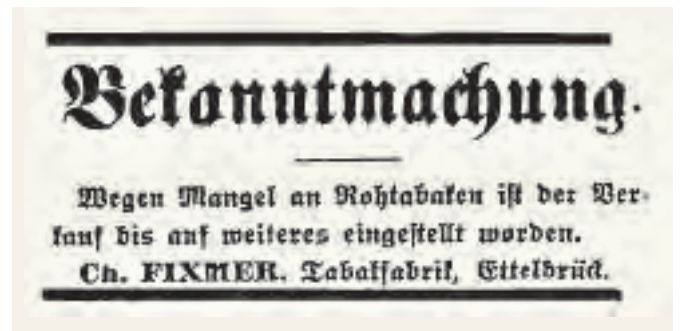 Bekanntmachung.
Wegen Mangel an Rohtabaken ist der Ver-
kauf bis auf weiteres eingestellt worden.
Ch. FIXMER. Tabakfabrik, Ettelbrück.